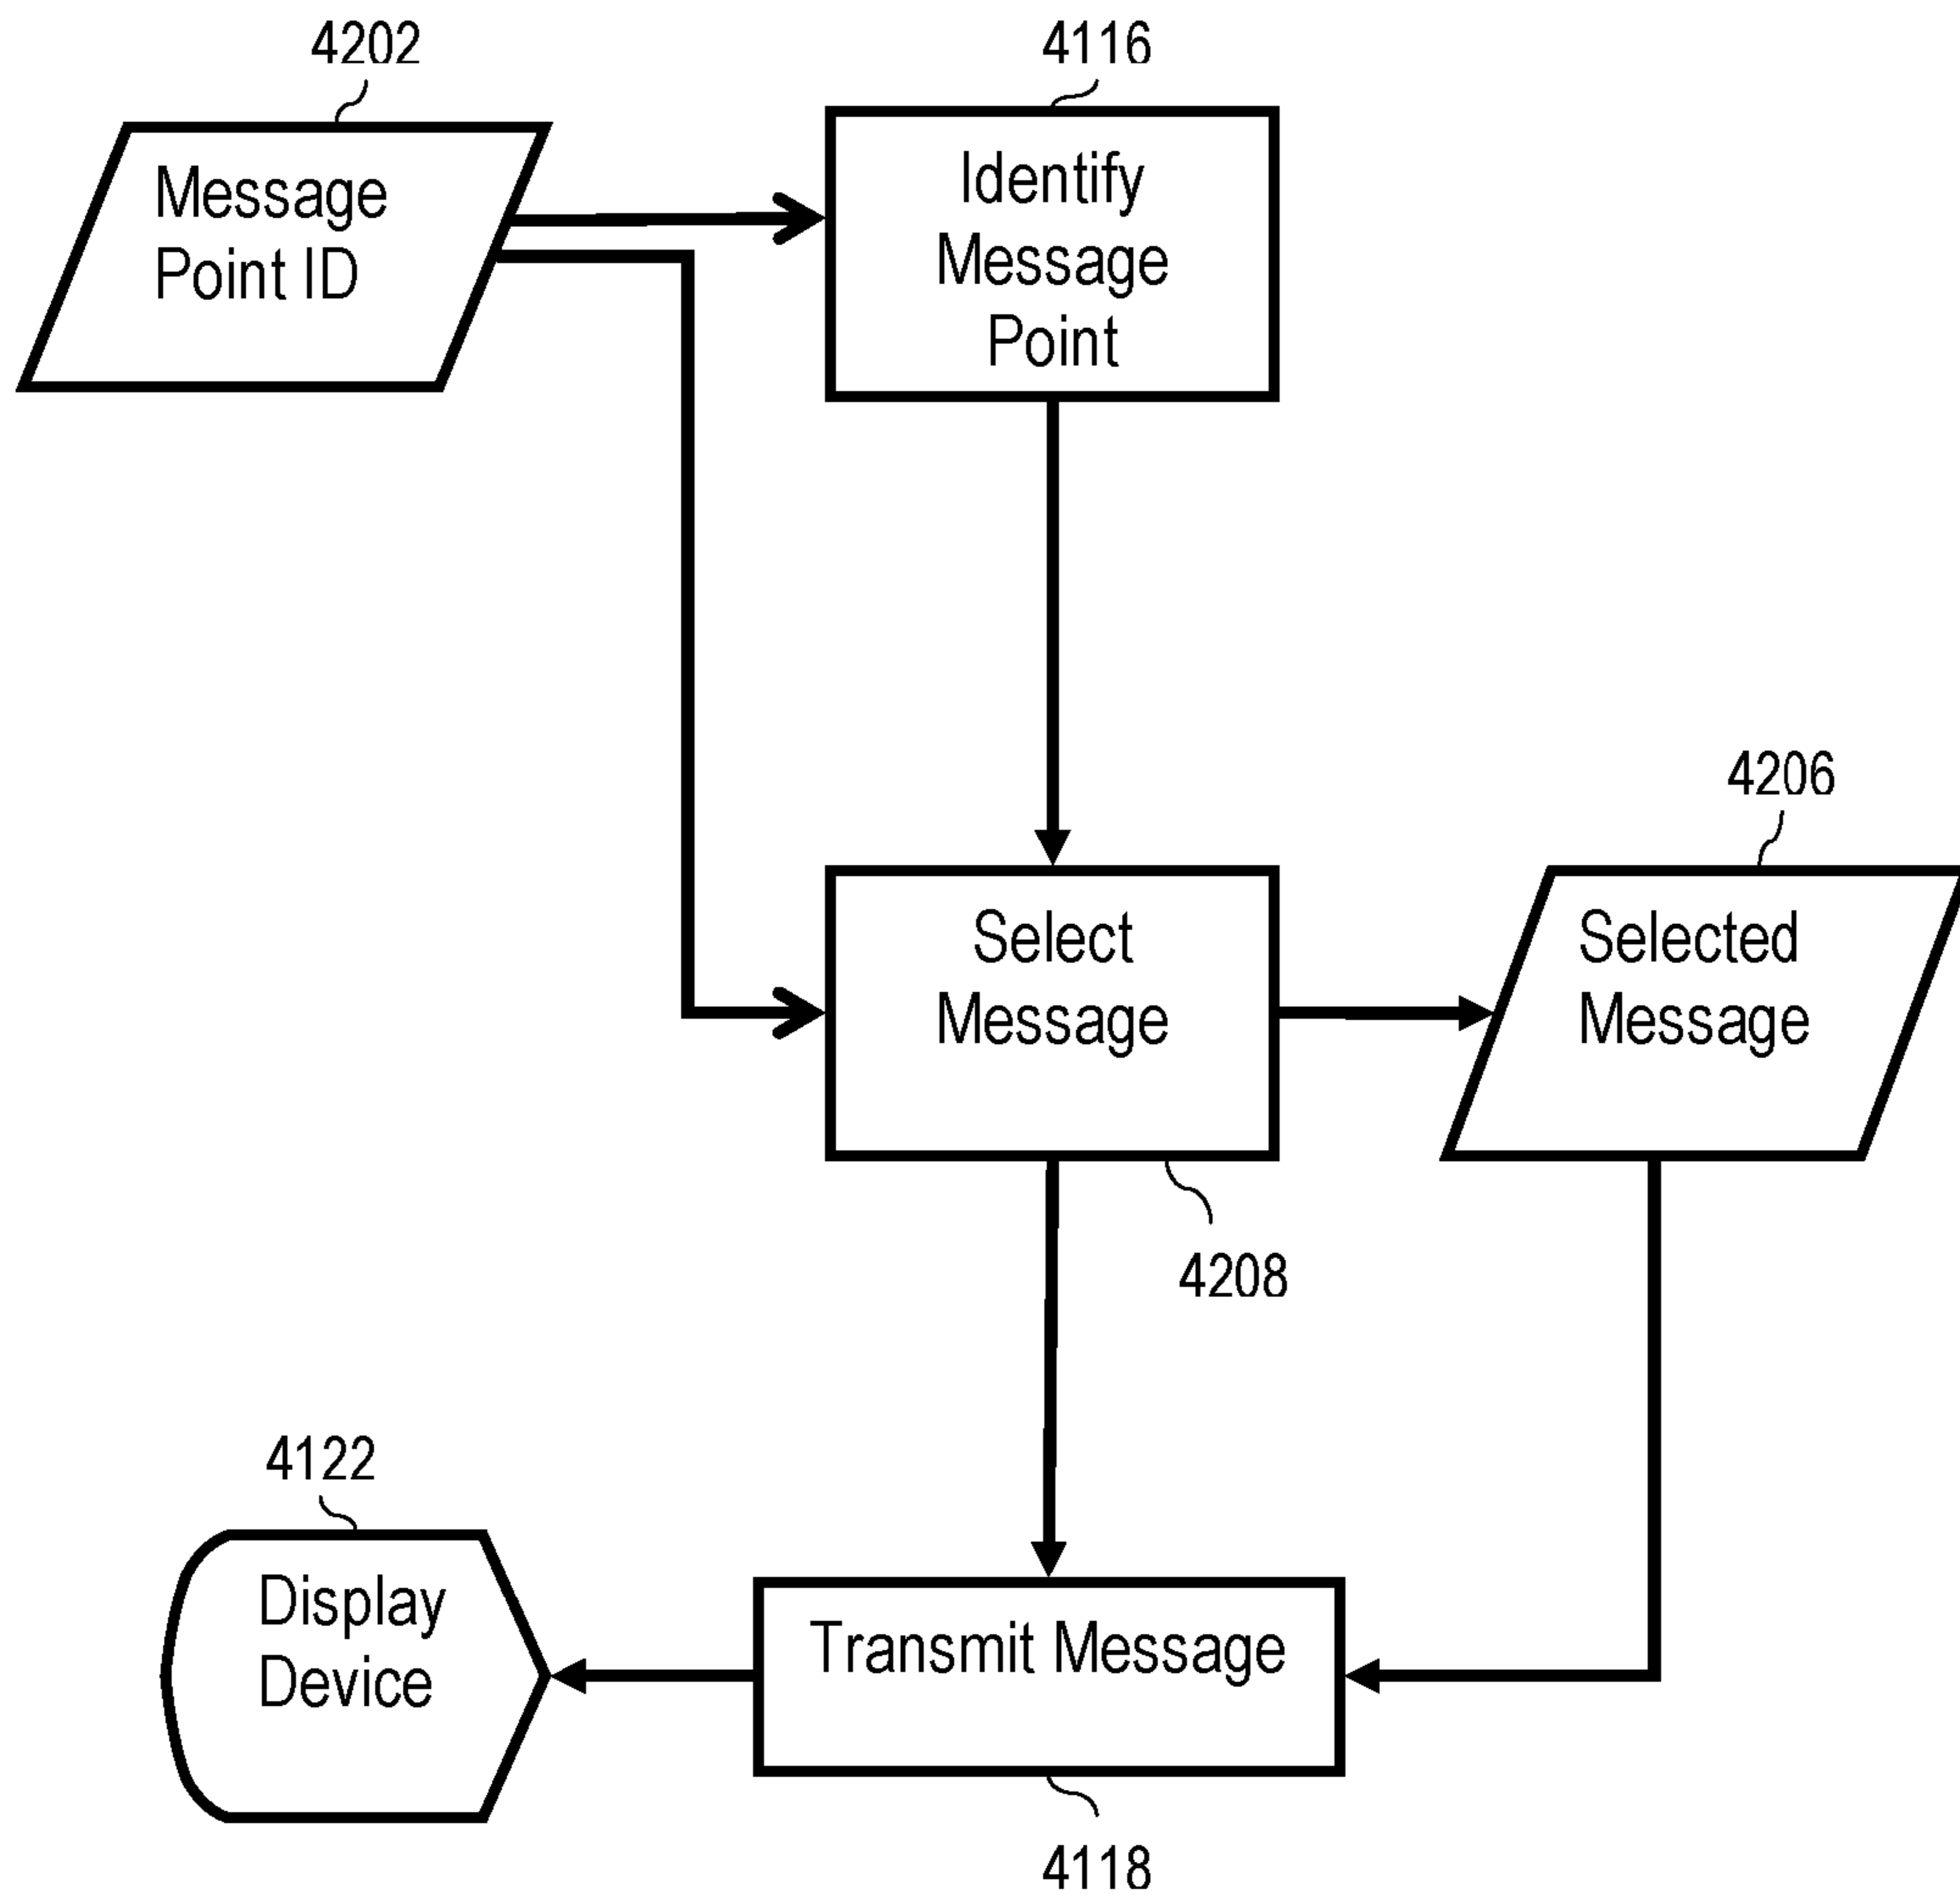 4202
Message
Point ID
4116
Identify
Message
Point
4206
Select
Message
Selected
Message
4208
4122
Display
Device
Transmit Message
4118